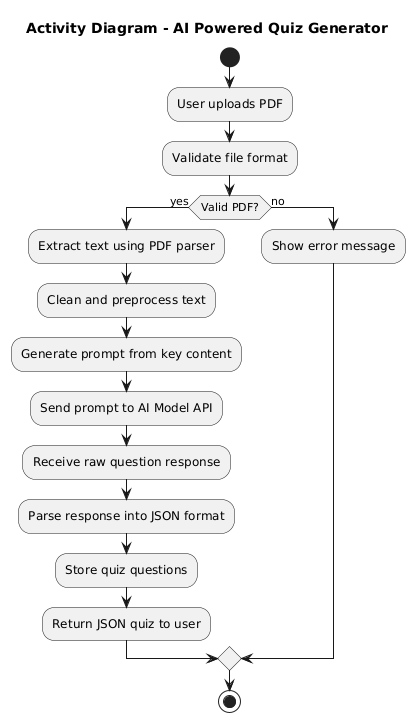 Activity Diagram - AI Powered Quiz Generator
User uploads PDF
Validate file format
yes
Valid PDF?
no
Extract text using PDF parser
Show error message
Clean and preprocess text
Generate prompt from key content
Send prompt to AI Model API
Receive raw question response
Parse response into JSON format
Store quiz questions
Return JSON quiz to user